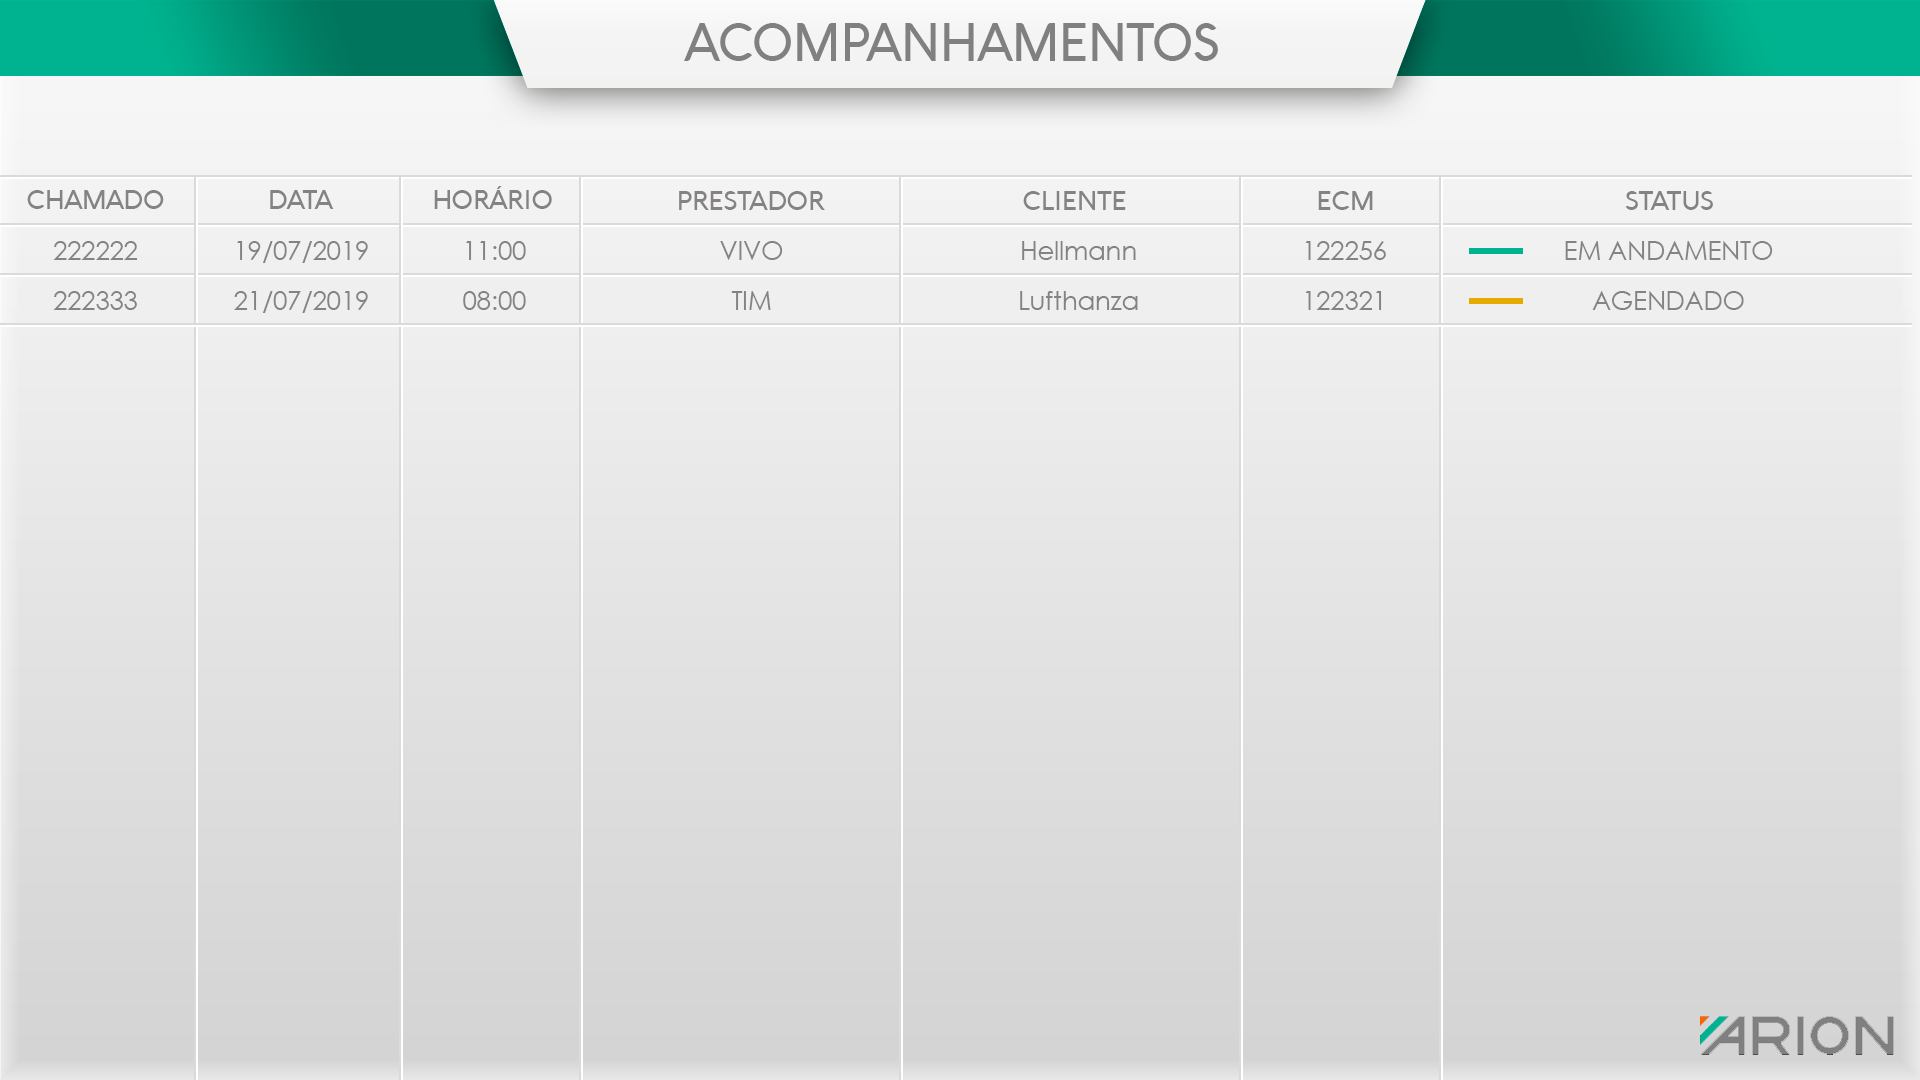 ACOMPANHAMENTOS
CHAMADO DATA HORÁRIO PRESTADOR CLIENTE ECM STATUS
222222 19/07/2019 11:00 VIVO Hellmann 122256 EM ANDAMENTO
222333 21/07/2019 08:00 TIM Lufthanza 122321 AGENDADO
ARION